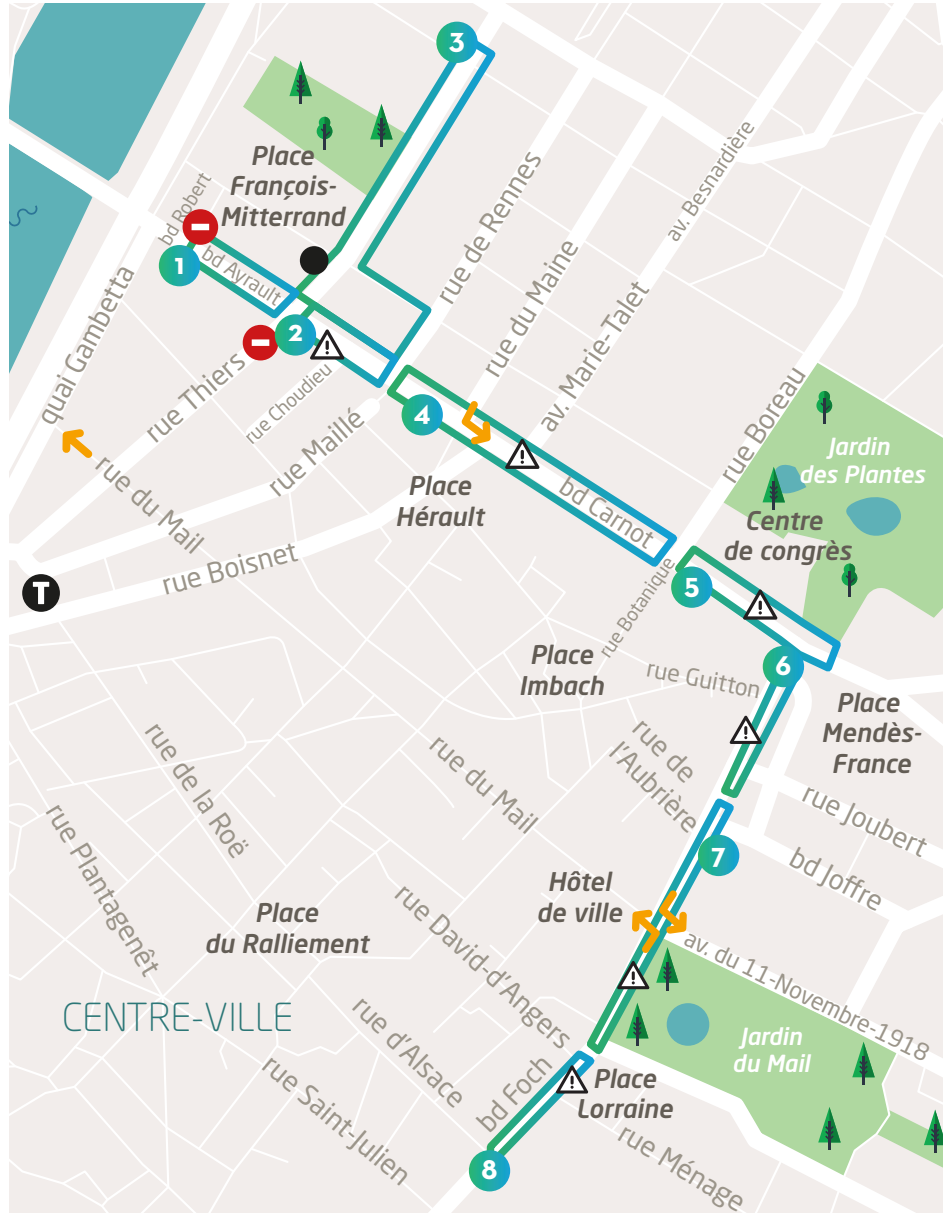 3
Place
François-
Mitterrand
bd Robert
1
bd Ayrault
2
rue de Rennes
rue du Maine
av. Besnardière
av. Marie-Talet
quai Gambetta
rue Thiers
rue Choudieu
rue Maillé
4
rue du Mail
Place
Hérault
bd Carnot
rue Boreau
Jardin
des Plantes
Centre
de congrès
T
rue Boisnet
rue Botanique
5
Place
Imbach
rue Guitton
6
Place
Mendès-
France
rue de la Roë
rue Plantagenêt
rue du Mail
rue de
l'Aubrière
rue Joubert
bd Joffre
7
Hôtel
de ville
Place
du Ralliement
rue David-d'Angers
av. du 11-Novembre-1918
CENTRE-VILLE
rue d'Alsace
rue Saint-Julien
Jardin
du Mail
bd Foch
Place
Lorraine
rue Ménage
8